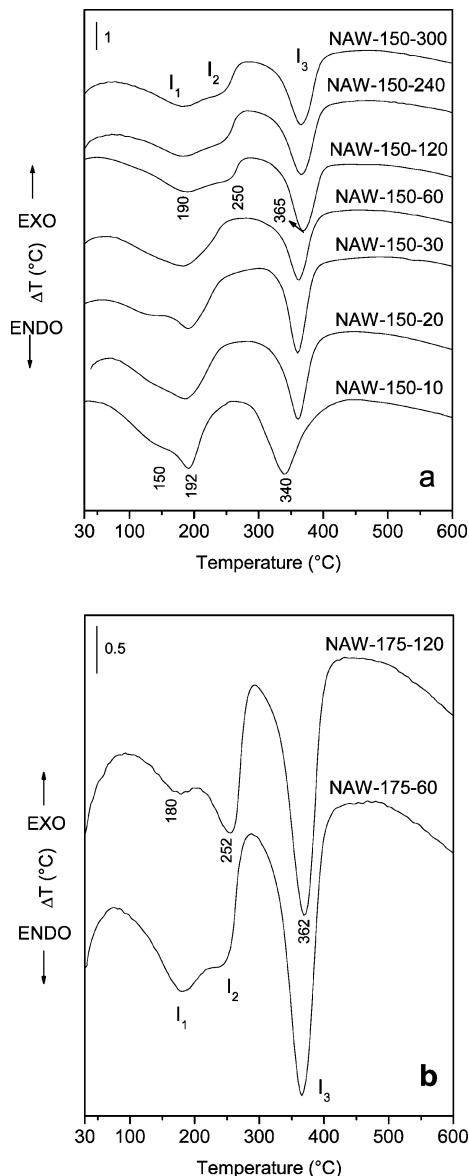 1
NAW-150-300
I1 I2 I3
NAW-150-240
NAW-150-120
190 250 365
NAW-150-60
EXO
ΔT (°C)
ENDO
NAW-150-30
NAW-150-20
NAW-150-10
150 192 340
a
30 100 200 300 400 500 600
Temperature (°C)
0.5
NAW-175-120
NAW-175-60
180
252
EXO
ΔT (°C)
ENDO
362
I1 I2
I3
b
30 100 200 300 400 500 600
Temperature (°C)